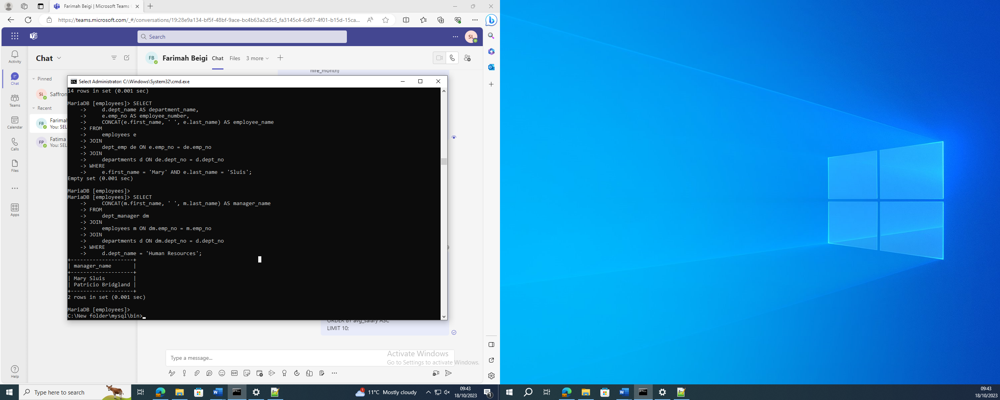 Farimah Beigi | Microsoft Teams
https://teams.microsoft.com/_#/conversations/19:28e9a134-bf5f-48bf-9ace-bc4b63a2d3c5_fa3145c4-6d07-4f01-b15d-15ca...
Search
SL
Activity
Chat
Teams
Calendar
Calls
Files
Apps
Help
Chat
Pinned
SL Saffron
Recent
FB Farimah
You: SEL
FP Fatima
You: SEL
FB Farimah Beigi Chat Files 3 more
hire_month)
Select Administrator: C:\Windows\System32\cmd.exe
14 rows in set (0.001 sec)
MariaDB [employees]> SELECT
-> d.dept_name AS department_name,
-> e.emp_no AS employee_number,
-> CONCAT(e.first_name, ' ', e.last_name) AS employee_name
-> FROM
-> employees e
-> JOIN
-> dept_emp de ON e.emp_no = de.emp_no
-> JOIN
-> departments d ON de.dept_no = d.dept_no
-> WHERE
-> e.first_name = 'Mary' AND e.last_name = 'Sluis';
Empty set (0.001 sec)
MariaDB [employees]>
MariaDB [employees]> SELECT
-> CONCAT(m.first_name, ' ', m.last_name) AS manager_name
-> FROM
-> dept_manager dm
-> JOIN
-> employees m ON dm.emp_no = m.emp_no
-> JOIN
-> departments d ON dm.dept_no = d.dept_no
-> WHERE
-> d.dept_name = 'Human Resources';
+--------------------+
| manager_name |
+--------------------+
| Mary Sluis |
| Patricio Bridgland |
+--------------------+
2 rows in set (0.001 sec)
MariaDB [employees]>
C:\New folder\mysql\bin>
ORDER BY avg_salary ASC
LIMIT 10;
Type a message...
GIF
Activate Windows
Go to Settings to activate Windows.
Type here to search
1
11°C Mostly cloudy
09:43
18/10/2023
1
09:43
18/10/2023